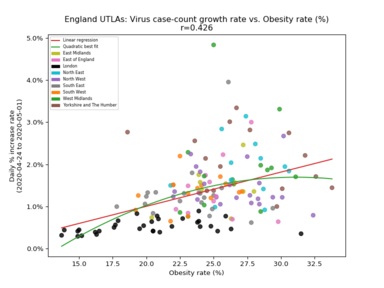 England UTLAs: Virus case-count growth rate vs. Obesity rate (%)
r=0.426
Daily % increase rate
(2020-04-24 to 2020-05-01)
5.0%
4.0%
3.0%
2.0%
1.0%
0.0%
Linear regression
Quadratic best fit
East Midlands
East of England
London
North East
North West
South East
South West
West Midlands
Yorkshire and The Humber
15.0
17.5
20.0
22.5
25.0
27.5
30.0
32.5
Obesity rate (%)